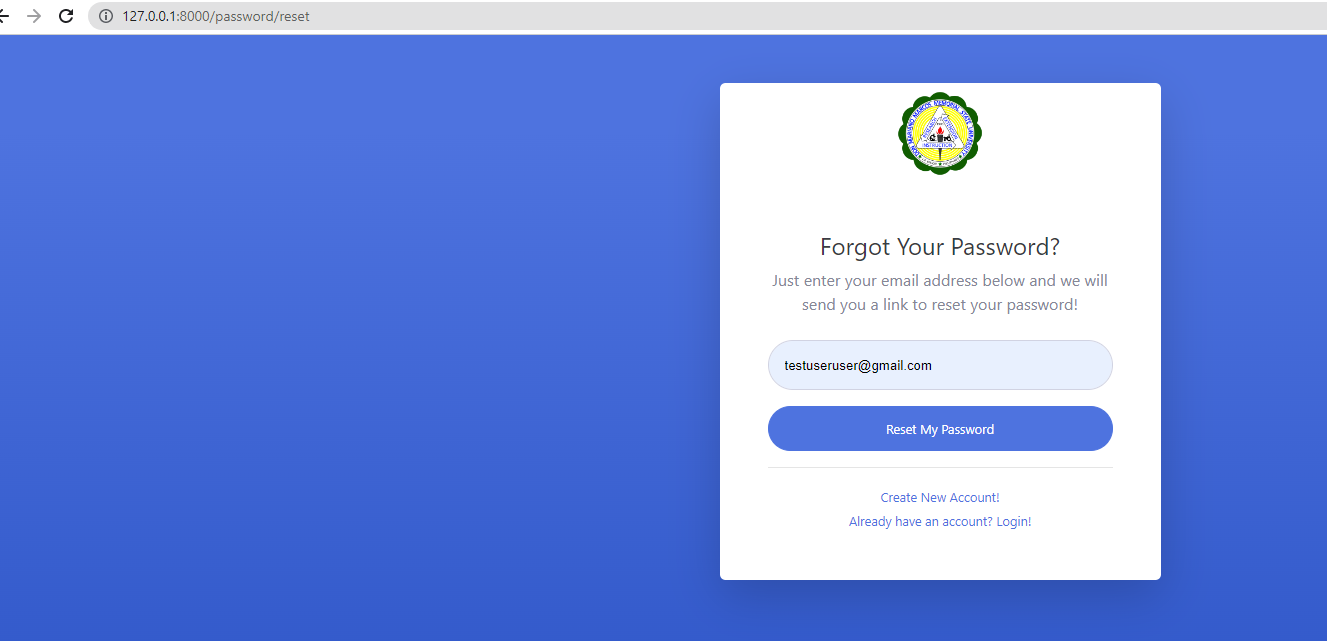 127.0.0.1:8000/password/reset
INSTRUCTION
Forgot Your Password?
Just enter your email address below and we will
send you a link to reset your password!
testuseruser@gmail.com
Reset My Password
Create New Account!
Already have an account? Login!